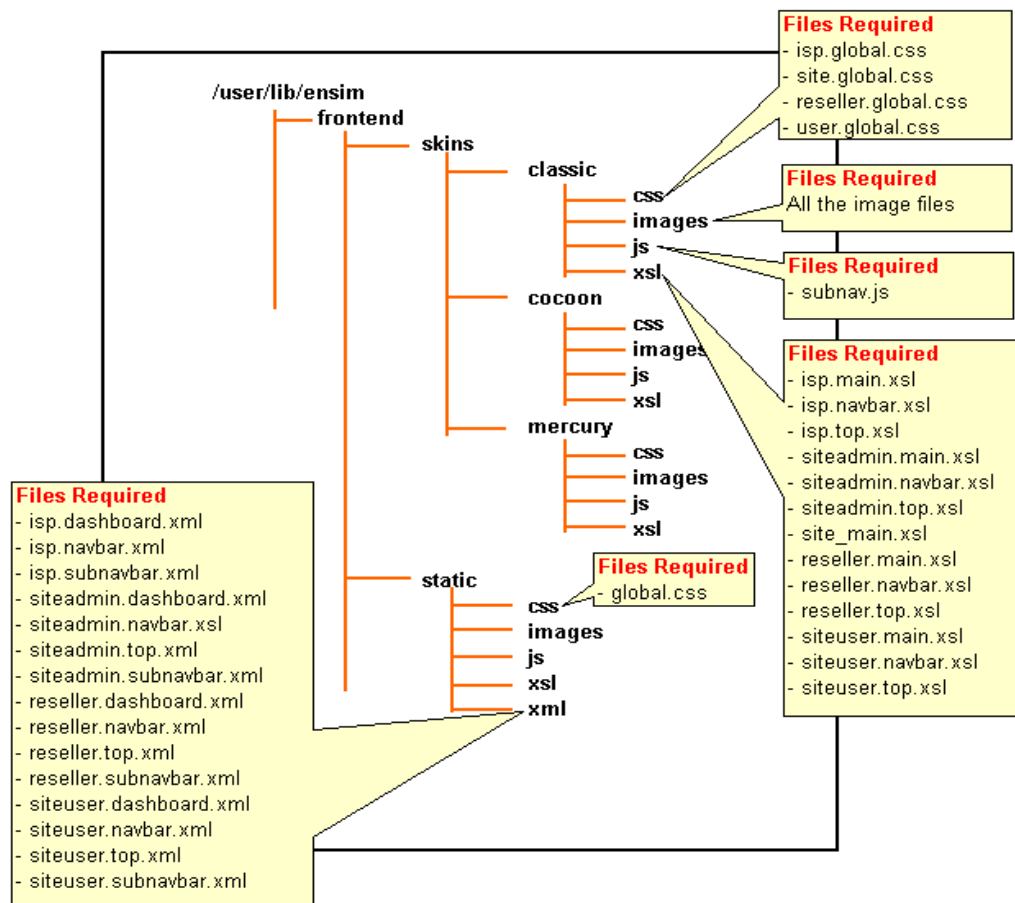 /user/lib/ensim
frontend
skins
classic
css
images
js
xsl
cocoon
css
images
js
xsl
mercury
css
images
js
xsl
static
css
images
js
xsl
xml
Files Required
- isp.global.css
- site.global.css
- reseller.global.css
- user.global.css
Files Required
All the image files
Files Required
- subnav.js
Files Required
- isp.main.xsl
- isp.navbar.xsl
- isp.top.xsl
- siteadmin.main.xsl
- siteadmin.navbar.xsl
- siteadmin.top.xsl
- site_main.xsl
- reseller.main.xsl
- reseller.navbar.xsl
- reseller.top.xsl
- siteuser.main.xsl
- siteuser.navbar.xsl
- siteuser.top.xsl
Files Required
- global.css
Files Required
- isp.dashboard.xml
- isp.navbar.xml
- isp.subnavbar.xml
- siteadmin.dashboard.xml
- siteadmin.navbar.xsl
- siteadmin.top.xml
- siteadmin.subnavbar.xml
- reseller.dashboard.xml
- reseller.navbar.xml
- reseller.top.xml
- reseller.subnavbar.xml
- siteuser.dashboard.xml
- siteuser.navbar.xml
- siteuser.top.xml
- siteuser.subnavbar.xml